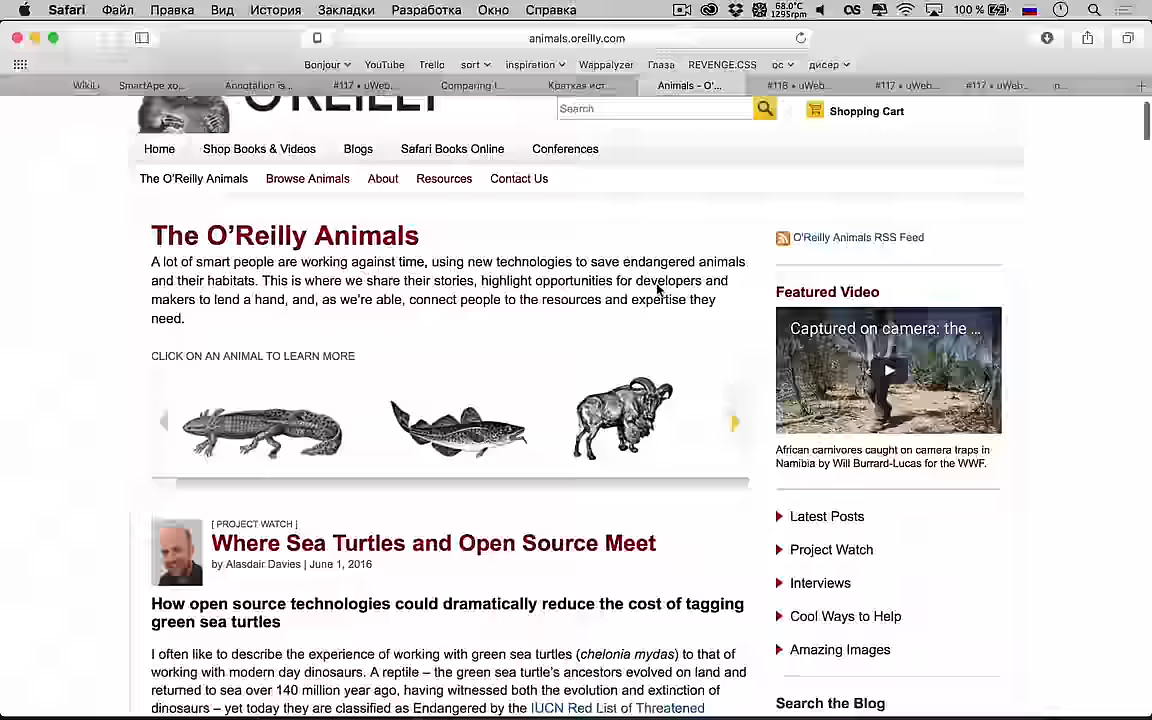 Safari Файл Правка Вид История Закладки Разработка Окно Справка 68.0°C 1295rpm 100 %
animals.oreilly.com
Bonjour YouTube Trello sort inspiration Wappalyzer Глаза REVENGE.CSS ос дисер
Wiki SmartApe хо... Annotation is... #117 • uWeb... Comparing t... Краткая ист... Animals - O'... #118 • uWeb... #117 • uWeb... #117 • uWeb...
O'REILLY
Search
Shopping Cart
Home Shop Books & Videos Blogs Safari Books Online Conferences
The O'Reilly Animals Browse Animals About Resources Contact Us
The O’Reilly Animals
A lot of smart people are working against time, using new technologies to save endangered animals
and their habitats. This is where we share their stories, highlight opportunities for developers and
makers to lend a hand, and, as we’re able, connect people to the resources and expertise they
need.
CLICK ON AN ANIMAL TO LEARN MORE
[ PROJECT WATCH ]
Where Sea Turtles and Open Source Meet
by Alasdair Davies | June 1, 2016
How open source technologies could dramatically reduce the cost of tagging
green sea turtles
I often like to describe the experience of working with green sea turtles (chelonia mydas) to that of
working with modern day dinosaurs. A reptile – the green sea turtle’s ancestors evolved on land and
returned to sea over 140 million year ago, having witnessed both the evolution and extinction of
dinosaurs – yet today they are classified as Endangered by the IUCN Red List of Threatened
O'Reilly Animals RSS Feed
Featured Video
Captured on camera: the ...
African carnivores caught on camera traps in
Namibia by Will Burrard-Lucas for the WWF.
Latest Posts
Project Watch
Interviews
Cool Ways to Help
Amazing Images
Search the Blog